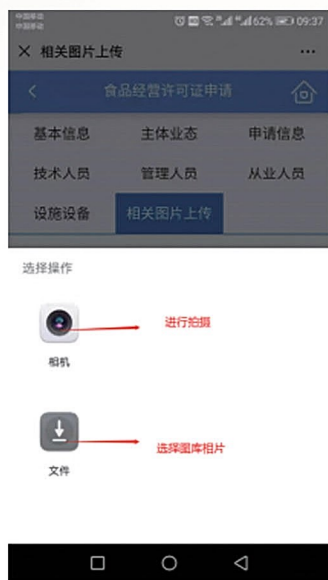 中国移动
中国移动
62% 09:37
× 相关图片上传 ...
食品经营许可证申请
基本信息 主体业态 申请信息
技术人员 管理人员 从业人员
设施设备 相关图片上传
选择操作
进行拍摄
相机
选择图库相片
文件